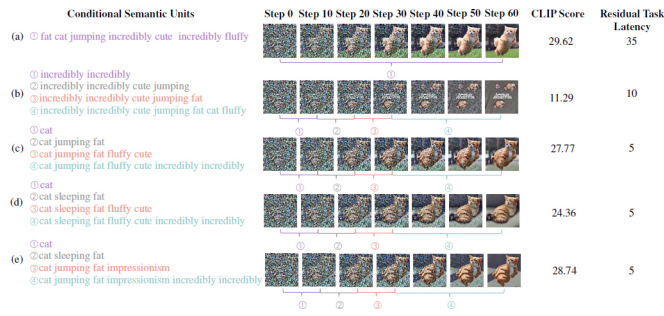 Conditional Semantic Units Step 0 Step 10 Step 20 Step 30 Step 40 Step 50 Step 60 CLIP Score Residual Task Latency
(a) ① fat cat jumping incredibly cute incredibly fluffy 29.62 35
①
① incredibly incredibly
② incredibly incredibly cute jumping
(b) ③ incredibly incredibly cute jumping fat 11.29 10
④ incredibly incredibly cute jumping fat cat fluffy
① ② ③ ④
① cat
② cat jumping fat
(c) ③ cat jumping fat fluffy cute 27.77 5
④ cat jumping fat fluffy cute incredibly incredibly
① ② ③ ④
① cat
② cat sleeping fat
(d) ③ cat sleeping fat fluffy cute 24.36 5
④ cat sleeping fat fluffy cute incredibly incredibly
① ② ③ ④
① cat
② cat sleeping fat
(e) ③ cat jumping fat impressionism 28.74 5
④ cat jumping fat impressionism incredibly incredibly
① ② ③ ④